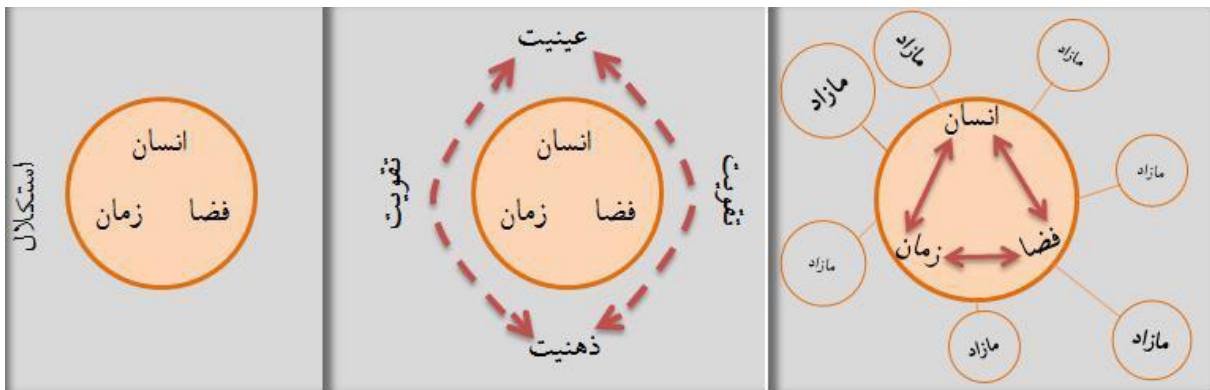 مازاد
مازاد
مازاد
انسان
مازاد
فضا زمان
مازاد
مازاد
مازاد
عینیت
انسان
تقویت
فضا زمان
تقویت
ذهنیت
انسان
فضا زمان
استکلال